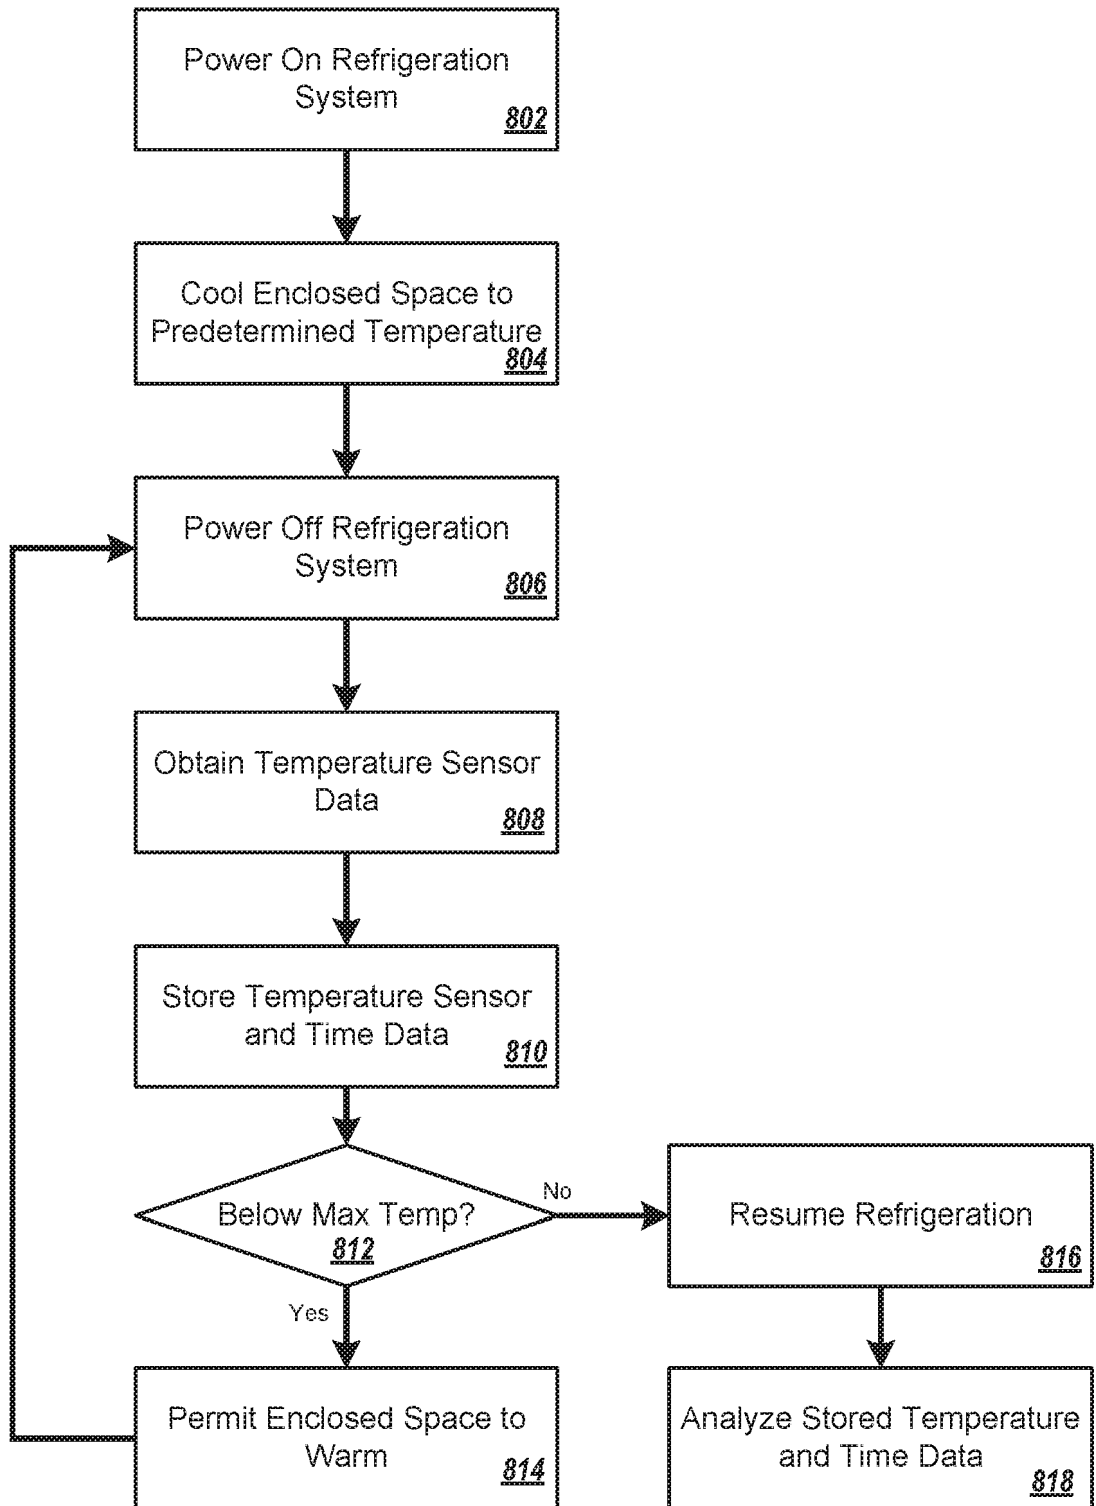 Power On Refrigeration
System
802
Cool Enclosed Space to
Predetermined Temperature
804
Power Off Refrigeration
System
806
Obtain Temperature Sensor
Data
808
Store Temperature Sensor
and Time Data
810
Below Max Temp?
812
No
Yes
Resume Refrigeration
816
Permit Enclosed Space to
Warm
814
Analyze Stored Temperature
and Time Data
818